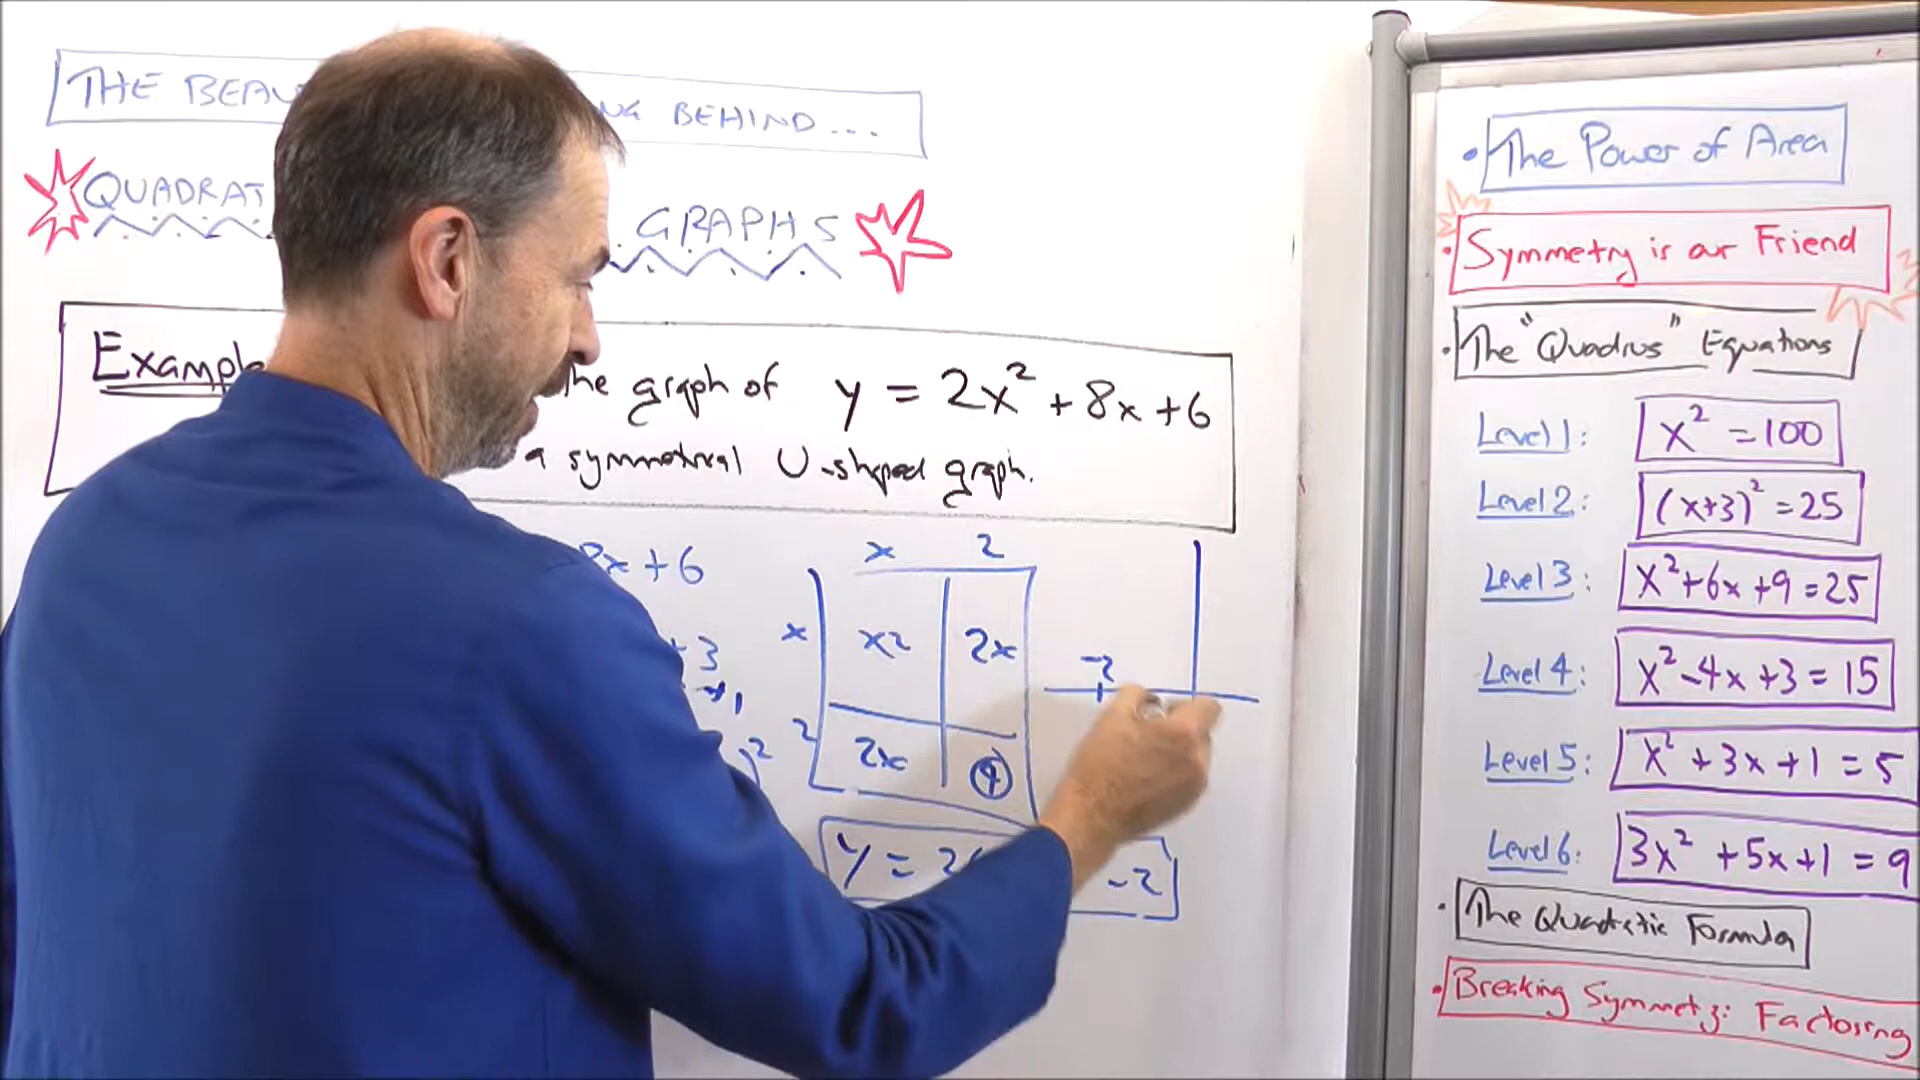 THE BEAU NG BEHIND...
QUADRAT GRAPHS
Example he graph of y = 2x² + 8x + 6
a symmetrical U-shaped graph.
8x + 6
x 2
x x2 2x
+3
-2
2 2x 4
)²
y = 2( -2
• The Power of Area
• Symmetry is our Friend
• The "Quadrus" Equations
Level 1: x² = 100
Level 2: (x+3)² = 25
Level 3: x² + 6x + 9 = 25
Level 4: x² - 4x + 3 = 15
Level 5: x² + 3x + 1 = 5
Level 6: 3x² + 5x + 1 = 9
• The Quadratic Formula
• Breaking Symmetry: Factoring